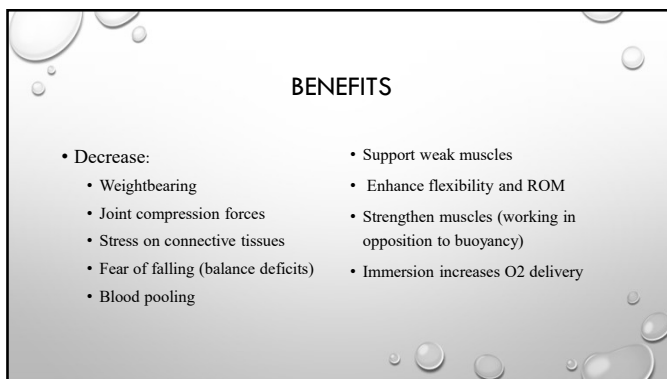 BENEFITS
• Decrease:
• Weightbearing
• Joint compression forces
• Stress on connective tissues
• Fear of falling (balance deficits)
• Blood pooling
• Support weak muscles
• Enhance flexibility and ROM
• Strengthen muscles (working in
opposition to buoyancy)
• Immersion increases O2 delivery